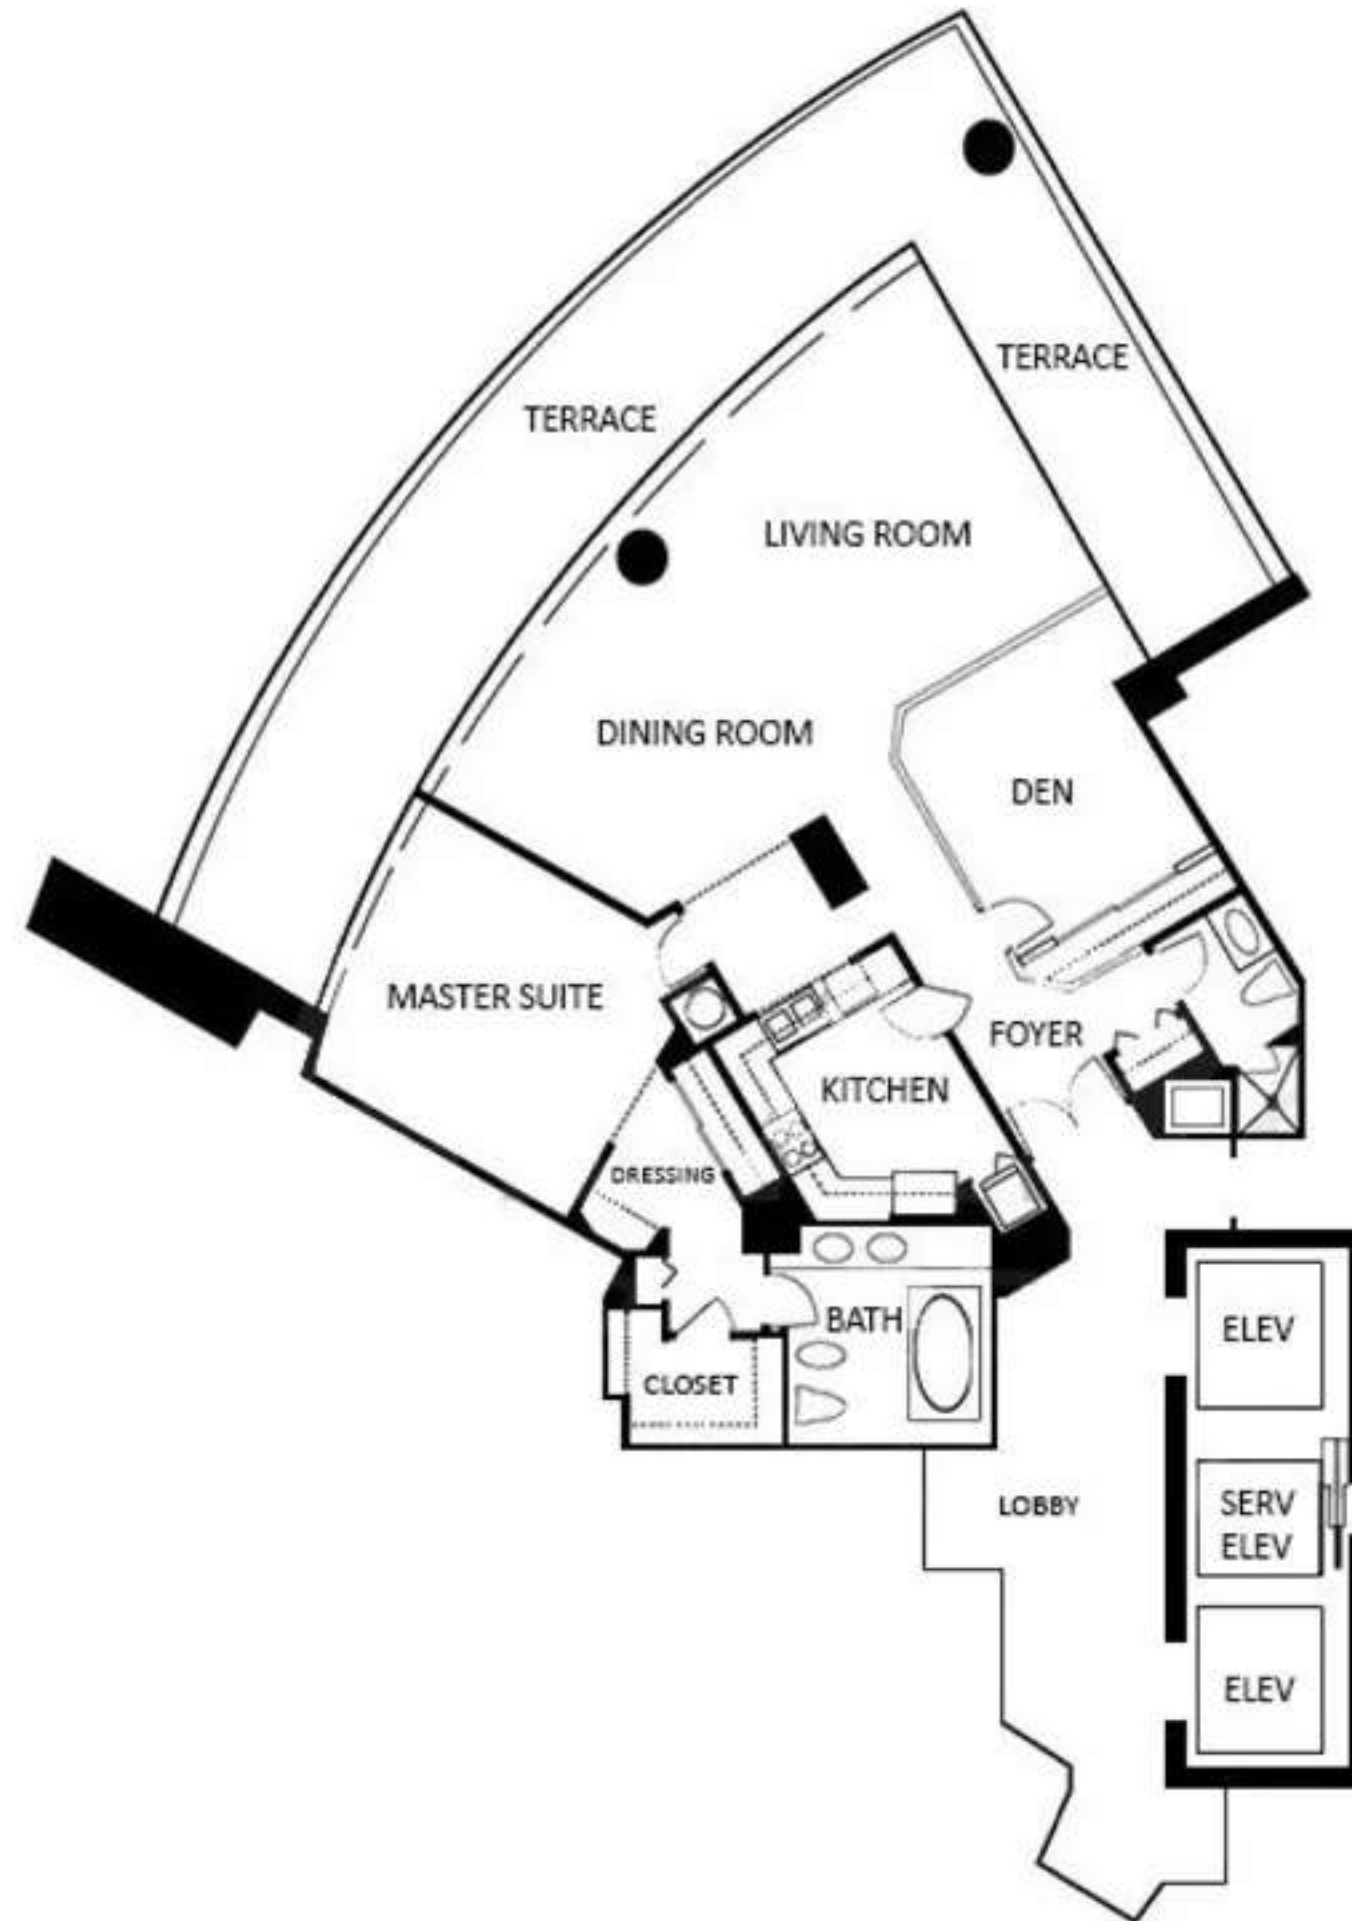 TERRACE
TERRACE
LIVING ROOM
DINING ROOM
DEN
MASTER SUITE
FOYER
KITCHEN
DRESSING
BATH
CLOSET
ELEV
LOBBY
SERV
ELEV
ELEV